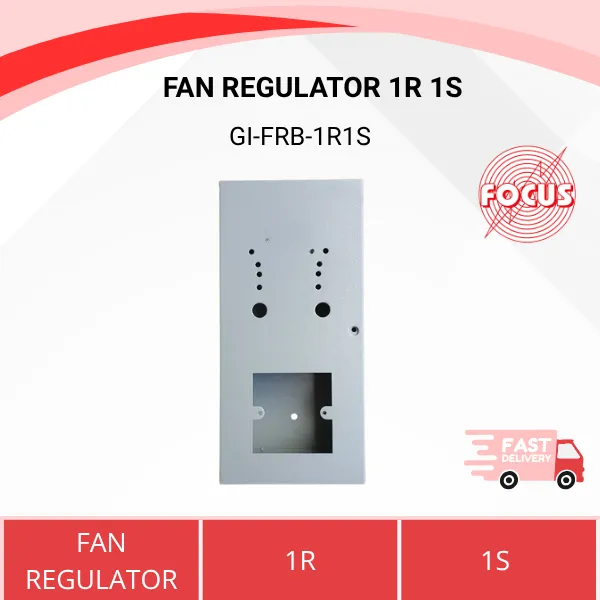 FAN REGULATOR 1R 1S
GI-FRB-1R1S
FOCUS
FAST
DELIVERY
FAN
REGULATOR
1R
1S